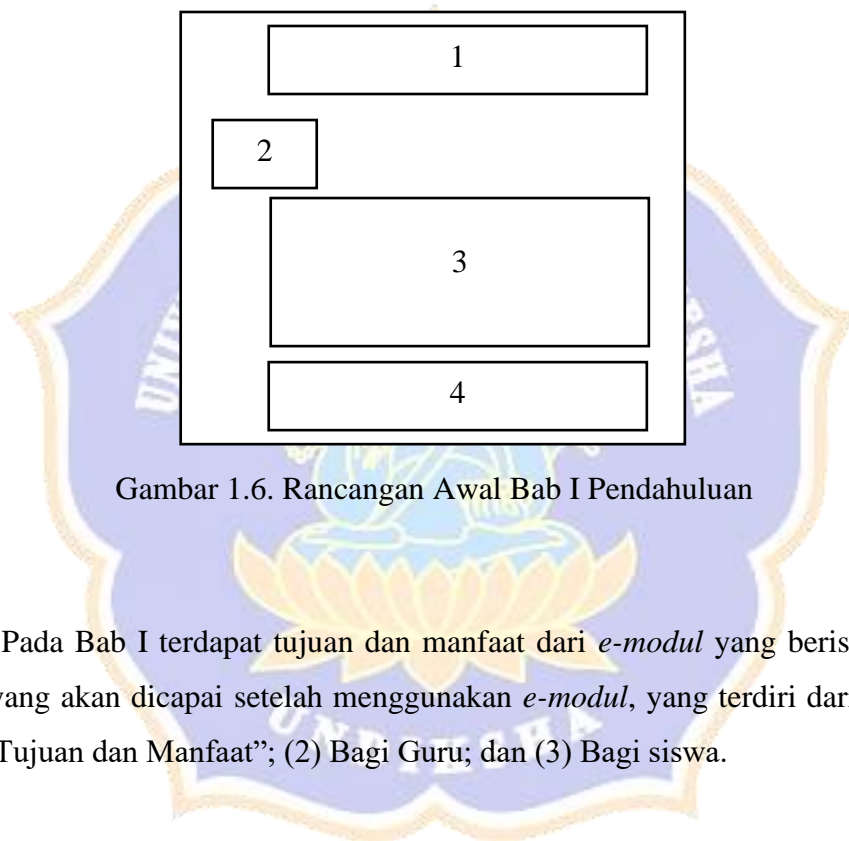 1
2
3
4
Gambar 1.6. Rancangan Awal Bab I Pendahuluan
Pada Bab I terdapat tujuan dan manfaat dari e-modul yang beris
yang akan dicapai setelah menggunakan e-modul, yang terdiri dar
Tujuan dan Manfaat”; (2) Bagi Guru; dan (3) Bagi siswa.
UNDIKSHA